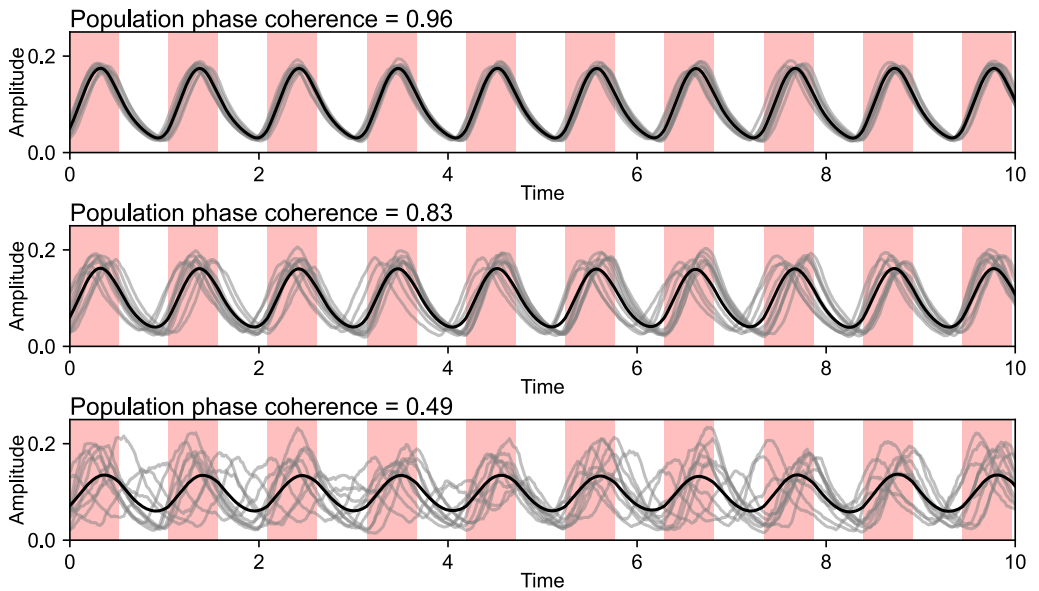 Population phase coherence = 0.96
Amplitude
0.2
0.0
0 2 4 6 8 10
Time
Population phase coherence = 0.83
Amplitude
0.2
0.0
0 2 4 6 8 10
Time
Population phase coherence = 0.49
Amplitude
0.2
0.0
0 2 4 6 8 10
Time